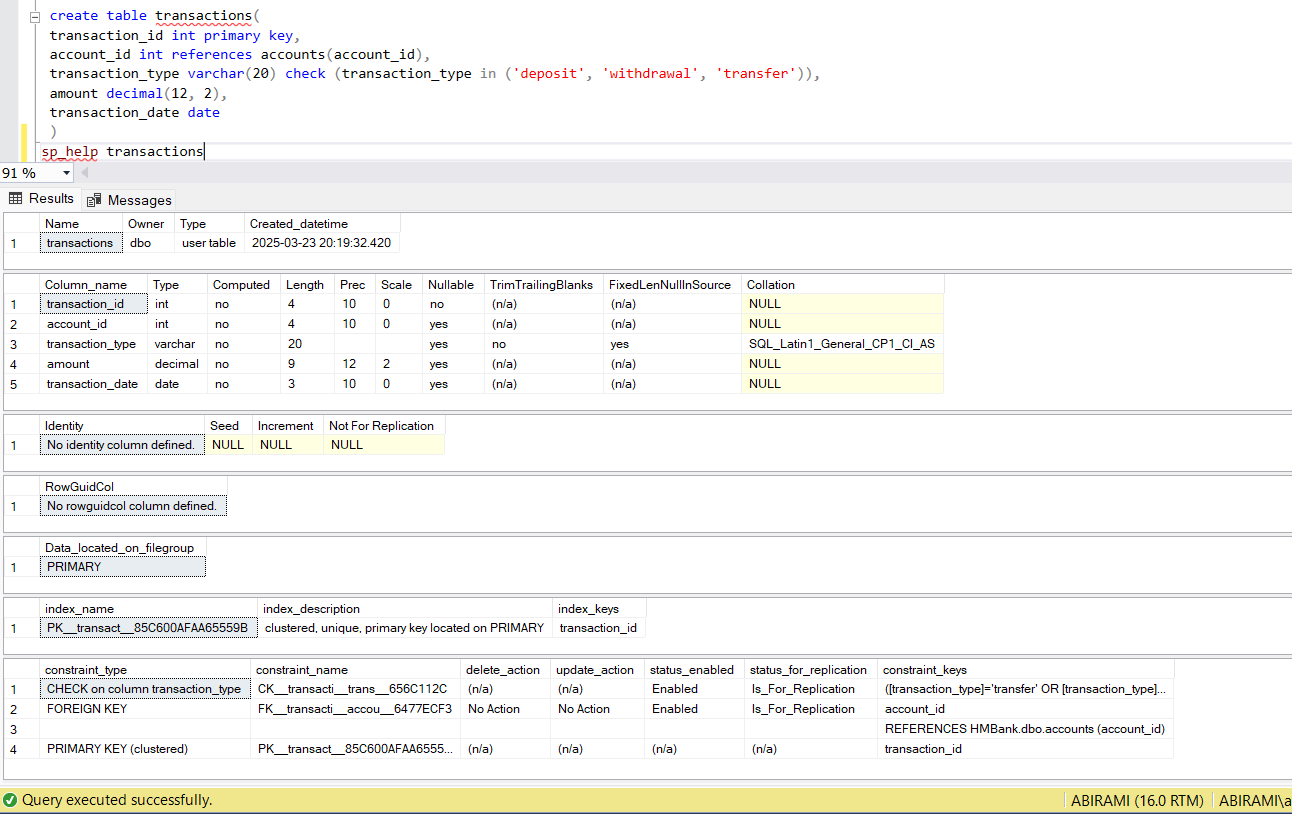 create table transactions(
transaction_id int primary key,
account_id int references accounts(account_id),
transaction_type varchar(20) check (transaction_type in ('deposit', 'withdrawal', 'transfer')),
amount decimal(12, 2),
transaction_date date
)
sp_help transactions
91 %
Results Messages
Name Owner Type Created_datetime
1 transactions dbo user table 2025-03-23 20:19:32.420
Column_name Type Computed Length Prec Scale Nullable TrimTrailingBlanks FixedLenNullInSource Collation
1 transaction_id int no 4 10 0 no (n/a) (n/a) NULL
2 account_id int no 4 10 0 yes (n/a) (n/a) NULL
3 transaction_type varchar no 20 yes no yes SQL_Latin1_General_CP1_CI_AS
4 amount decimal no 9 12 2 yes (n/a) (n/a) NULL
5 transaction_date date no 3 10 0 yes (n/a) (n/a) NULL
Identity Seed Increment Not For Replication
1 No identity column defined. NULL NULL NULL
RowGuidCol
1 No rowguidcol column defined.
Data_located_on_filegroup
1 PRIMARY
index_name index_description index_keys
1 PK__transact__85C600AFAA65559B clustered, unique, primary key located on PRIMARY transaction_id
constraint_type constraint_name delete_action update_action status_enabled status_for_replication constraint_keys
1 CHECK on column transaction_type CK__transacti__trans__656C112C (n/a) (n/a) Enabled Is_For_Replication ([transaction_type]='transfer' OR [transaction_type]...
2 FOREIGN KEY FK__transacti__accou__6477ECF3 No Action No Action Enabled Is_For_Replication account_id
3 REFERENCES HMBank.dbo.accounts (account_id)
4 PRIMARY KEY (clustered) PK__transact__85C600AFAA6555... (n/a) (n/a) (n/a) (n/a) transaction_id
Query executed successfully. ABIRAMI (16.0 RTM) ABIRAMI\a